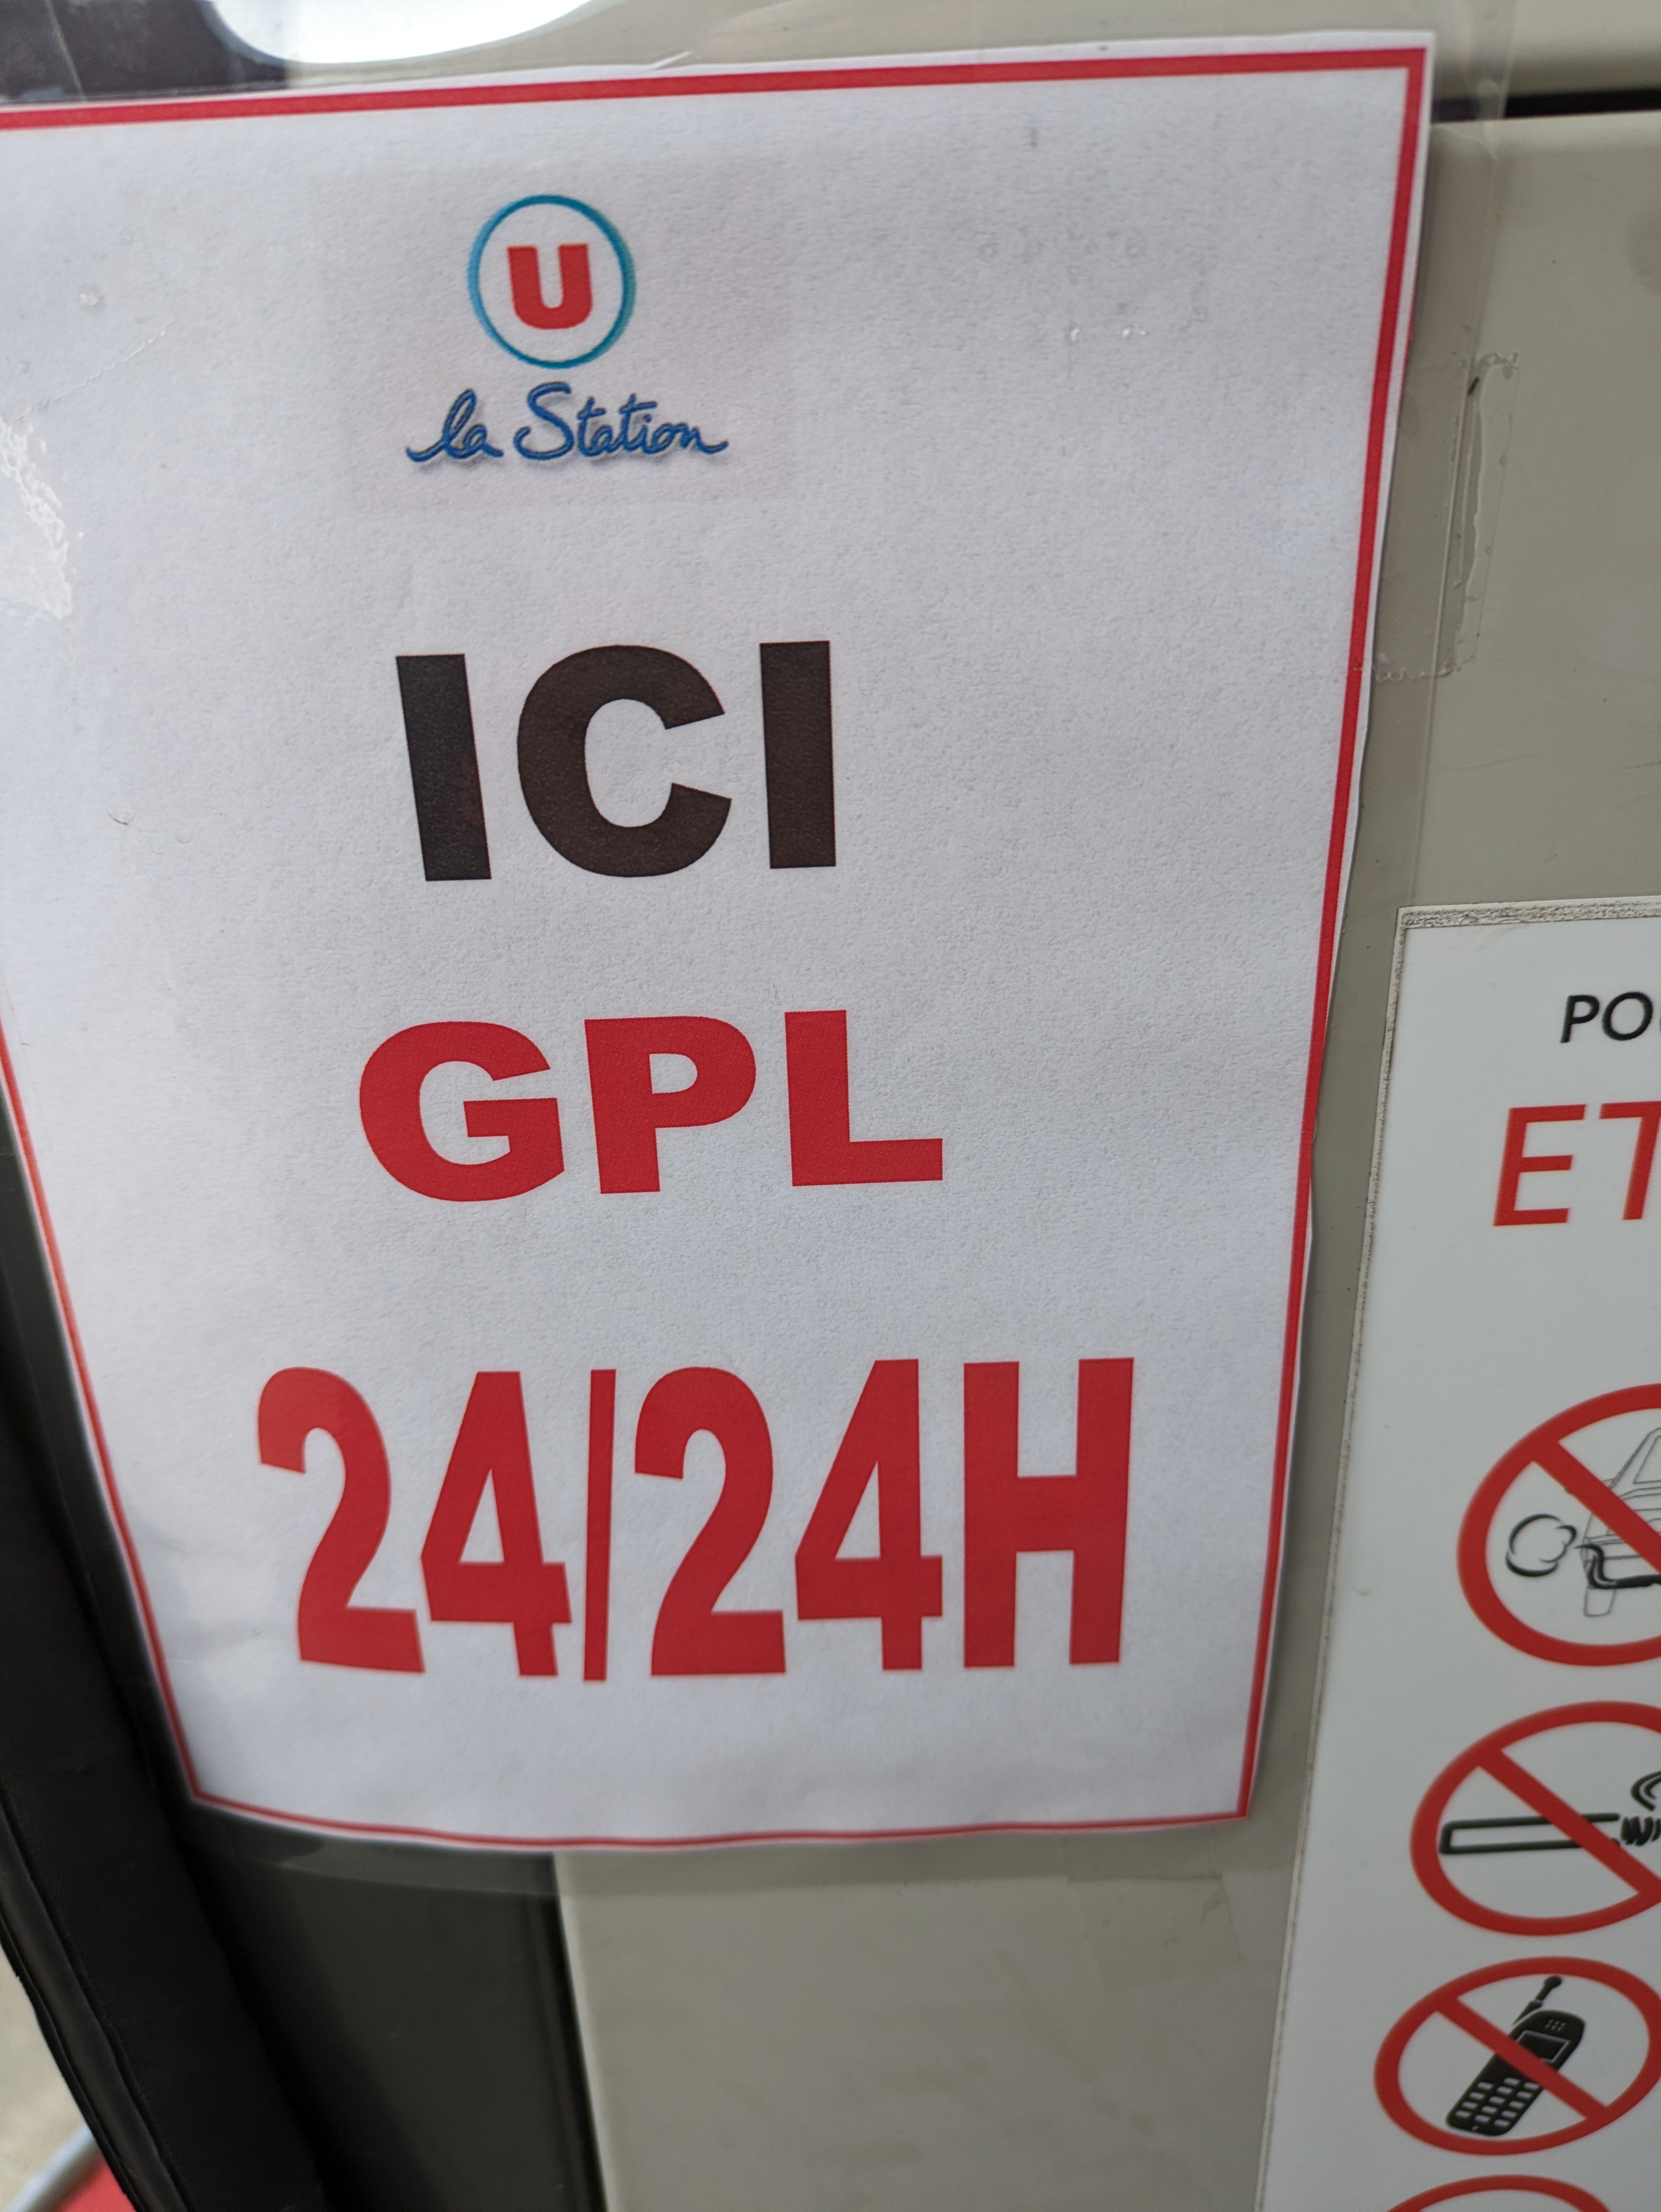 U
la Station
ICI
GPL
24/24H